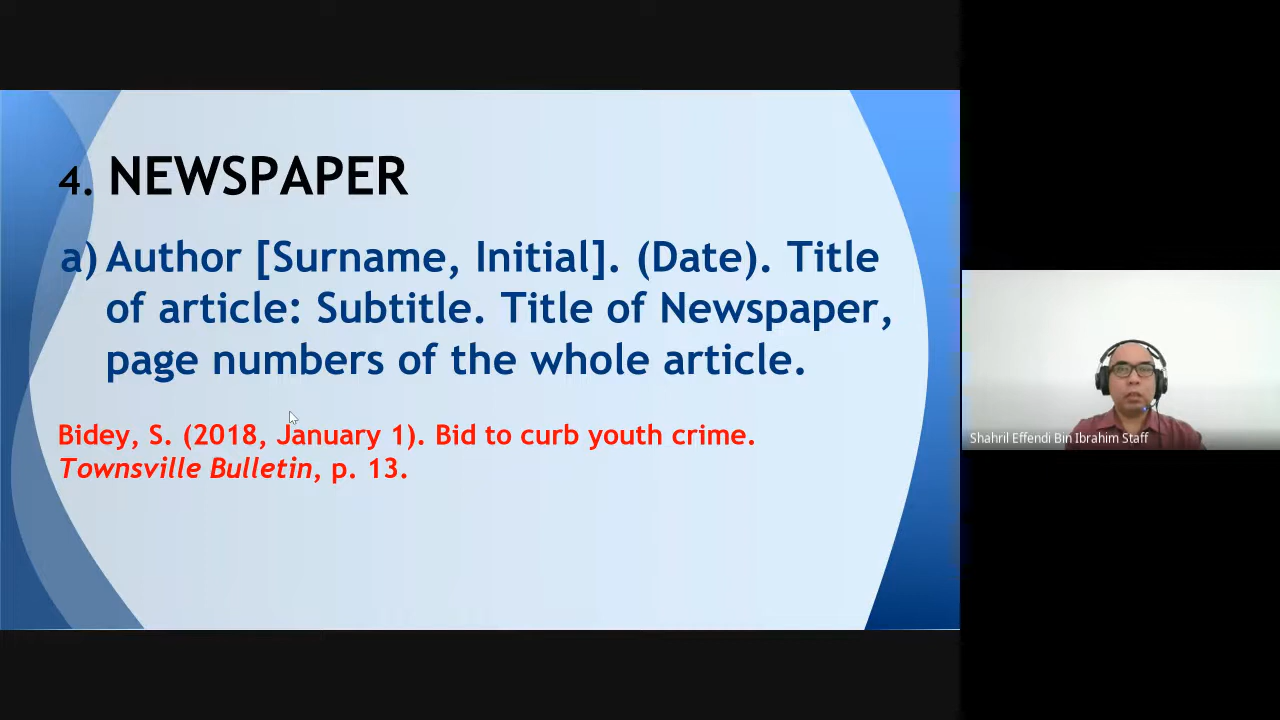 4. NEWSPAPER
a) Author [Surname, Initial]. (Date). Title
of article: Subtitle. Title of Newspaper,
page numbers of the whole article.
Bidey, S. (2018, January 1). Bid to curb youth crime.
Townsville Bulletin, p. 13.
Shahril Effendi Bin Ibrahim Staff